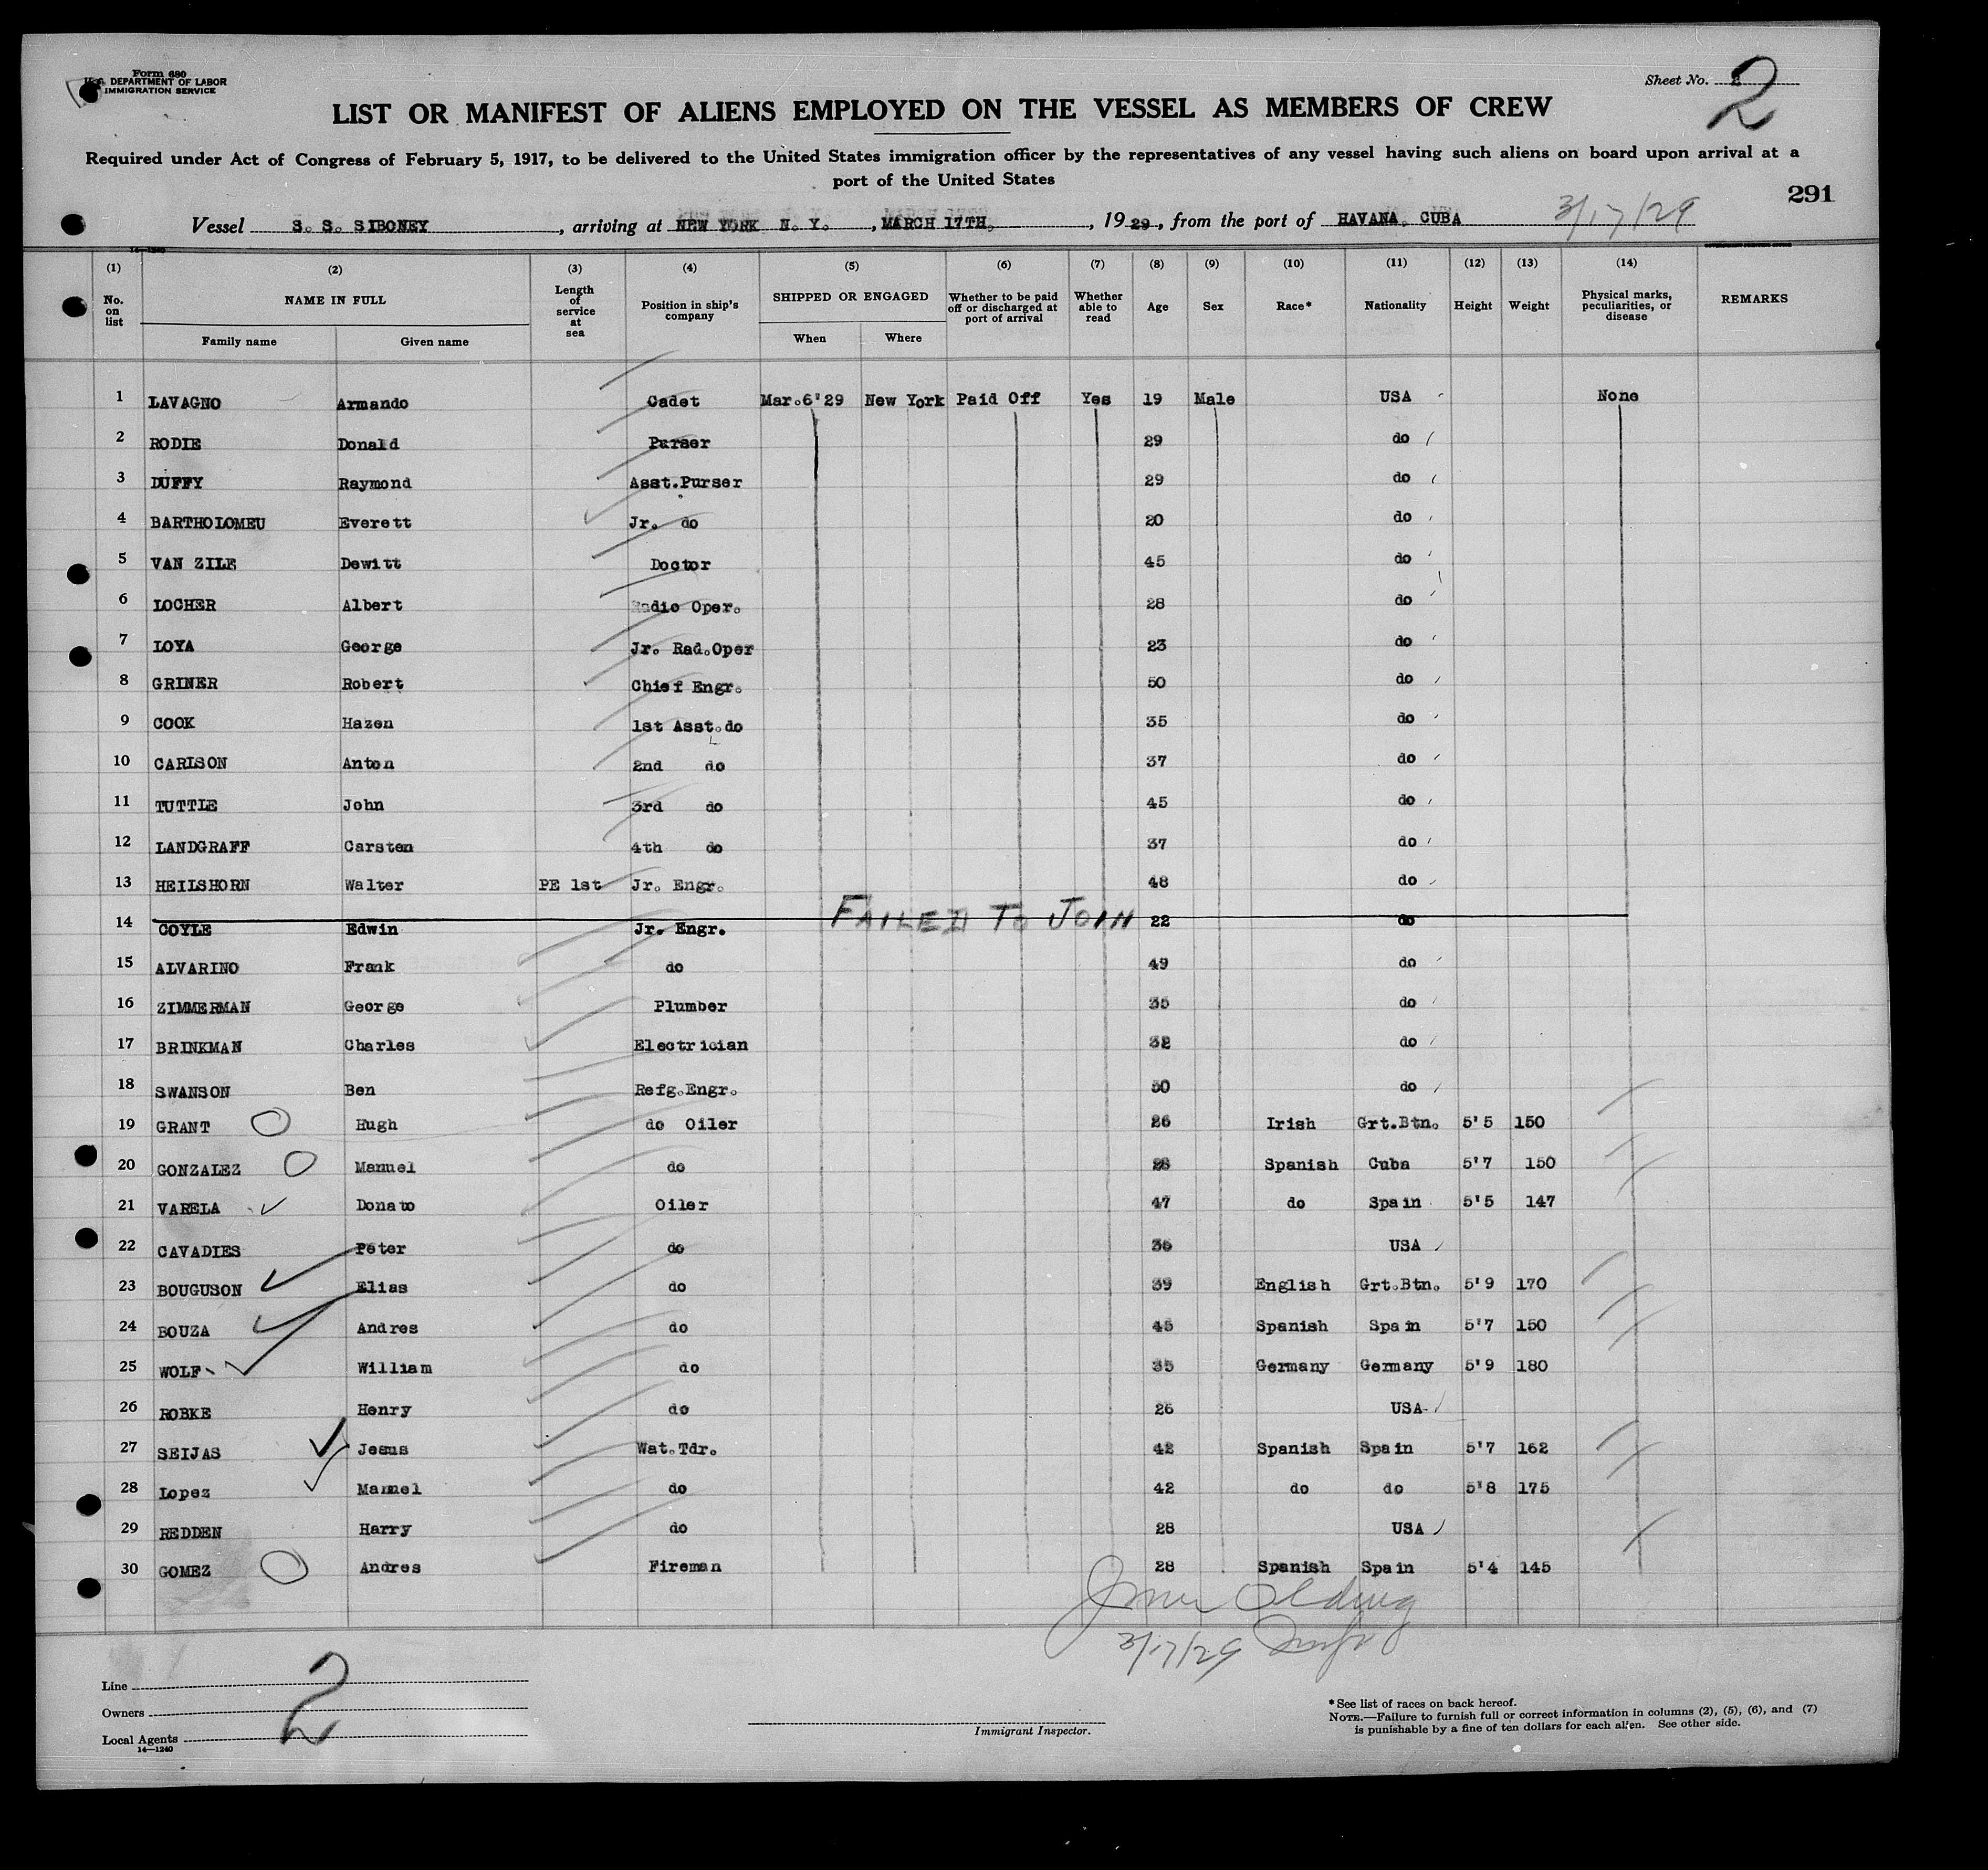 Form 680
U.S. DEPARTMENT OF LABOR
IMMIGRATION SERVICE
Sheet No. 2
LIST OR MANIFEST OF ALIENS EMPLOYED ON THE VESSEL AS MEMBERS OF CREW
Required under Act of Congress of February 5, 1917, to be delivered to the United States immigration officer by the representatives of any vessel having such aliens on board upon arrival at a
port of the United States
291
Vessel S. S. SIBONEY, arriving at NEW YORK N. Y., MARCH 17TH, 1929, from the port of HAVANA, CUBA 3/17/29
14-1240
(1) (2) (3) (4) (5) (6) (7) (8) (9) (10) (11) (12) (13) (14)
No. on list NAME IN FULL Family name Given name Length of service at sea Position in ship's company SHIPPED OR ENGAGED When Where Whether to be paid off or discharged at port of arrival Whether able to read Age Sex Race* Nationality Height Weight Physical marks, peculiarities, or disease REMARKS
1 LAVAGNO Armando Cadet Mar.6'29 New York Paid Off Yes 19 Male USA None
2 RODIE Donald Purser 29 do
3 DUFFY Raymond Asst.Purser 29 do
4 BARTHOLOMEU Everett Jr. do 20 do
5 VAN ZILE Dewitt Doctor 45 do
6 LOCHER Albert Radio Oper. 28 do
7 LOYA George Jr. Rad.Oper 23 do
8 GRINER Robert Chief Engr. 50 do
9 COOK Hazen 1st Asst.do 35 do
10 CARLSON Anton 2nd do 37 do
11 TUTTLE John 3rd do 45 do
12 LANDGRAFF Carsten 4th do 37 do
13 HEILSHORN Walter PE 1st Jr. Engr. 48 do
14 COYLE Edwin Jr. Engr. FAILED TO JOIN 22 do
15 ALVARINO Frank do 49 do
16 ZIMMERMAN George Plumber 35 do
17 BRINKMAN Charles Electrician 32 do
18 SWANSON Ben Refg.Engr. 50 do
19 GRANT Hugh do Oiler 26 Irish Grt.Btn. 5'5 150
20 GONZALEZ Manuel do 28 Spanish Cuba 5'7 150
21 VARELA Donato Oiler 47 do Spain 5'5 147
22 CAVADIES Peter do 36 USA
23 BOUGUSON Elias do 39 English Grt.Btn. 5'9 170
24 BOUZA Andres do 45 Spanish Spain 5'7 150
25 WOLF William do 35 Germany Germany 5'9 180
26 ROBKE Henry do 26 USA
27 SEIJAS Jesus Wat.Tdr. 42 Spanish Spain 5'7 162
28 Lopez Manuel do 42 do do 5'8 175
29 REDDEN Harry do 28 USA
30 GOMEZ Andres Fireman 28 Spanish Spain 5'4 145
3/17/29
Line
Owners
Local Agents
14-1240
2
Immigrant Inspector.
*See list of races on back hereof.
NOTE.—Failure to furnish full or correct information in columns (2), (5), (6), and (7)
is punishable by a fine of ten dollars for each alien. See other side.